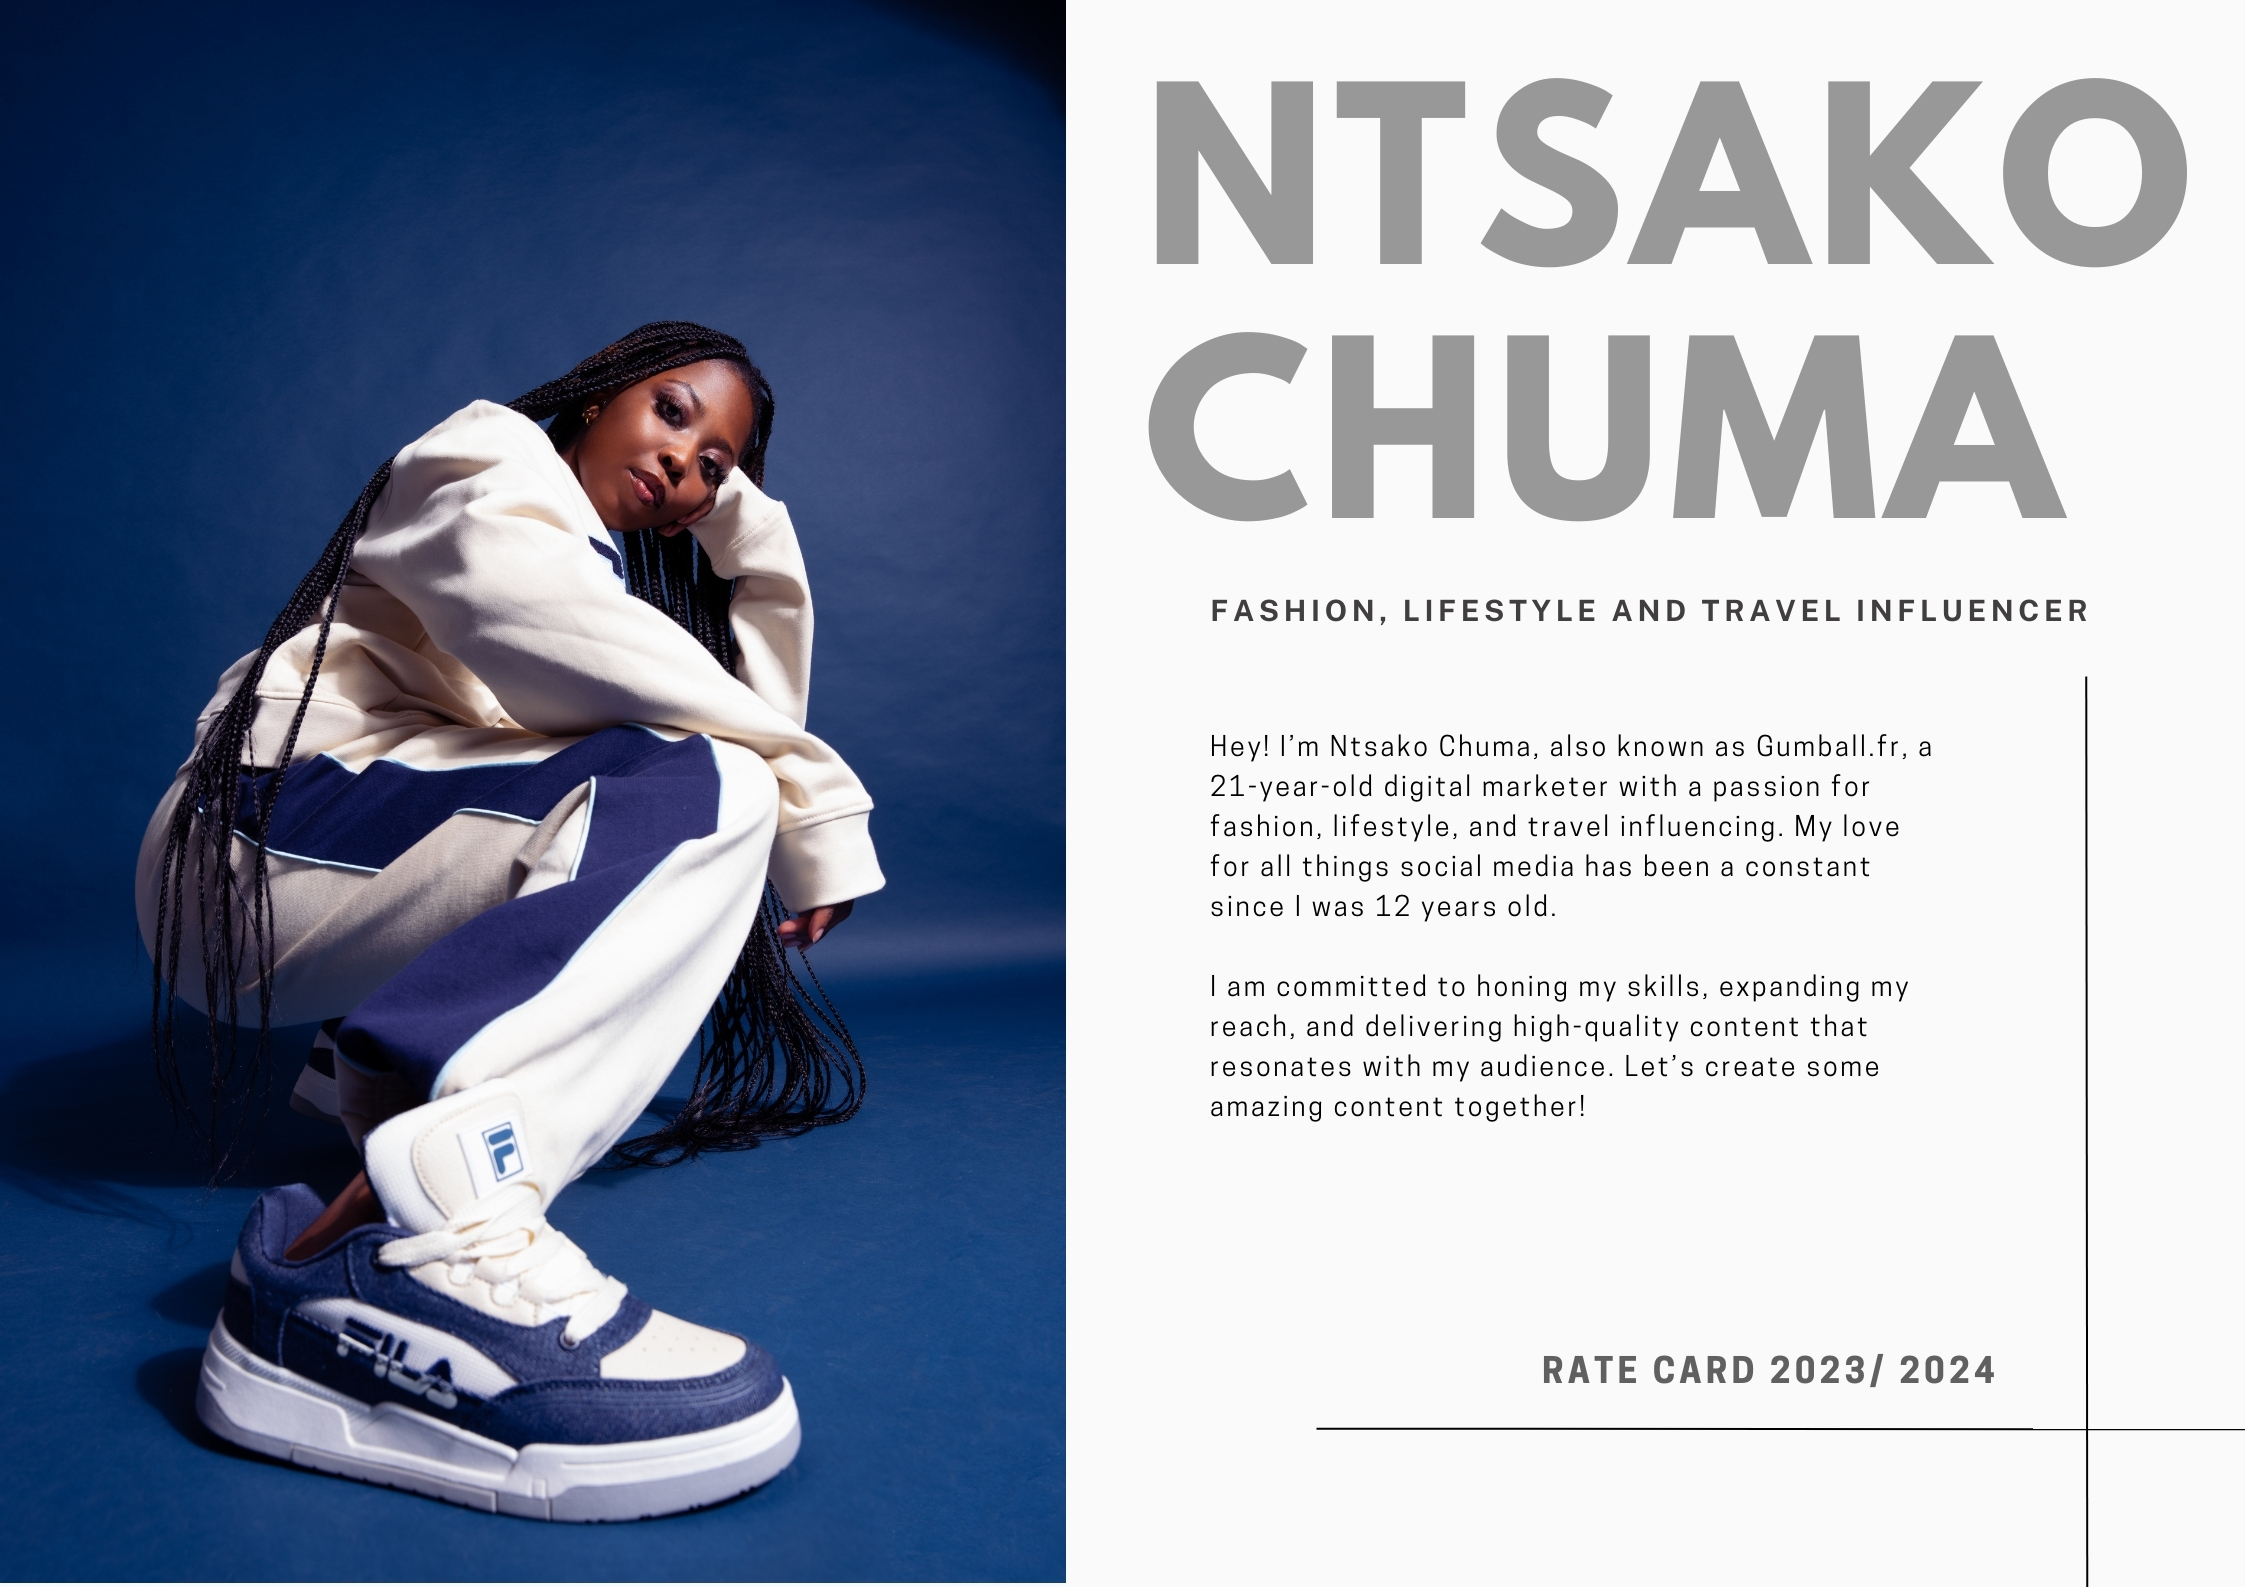 NTSAKO
CHUMA
FASHION, LIFESTYLE AND TRAVEL INFLUENCER
Hey! I’m Ntsako Chuma, also known as Gumball.fr, a
21-year-old digital marketer with a passion for
fashion, lifestyle, and travel influencing. My love
for all things social media has been a constant
since I was 12 years old.
I am committed to honing my skills, expanding my
reach, and delivering high-quality content that
resonates with my audience. Let’s create some
amazing content together!
RATE CARD 2023/ 2024
FILA